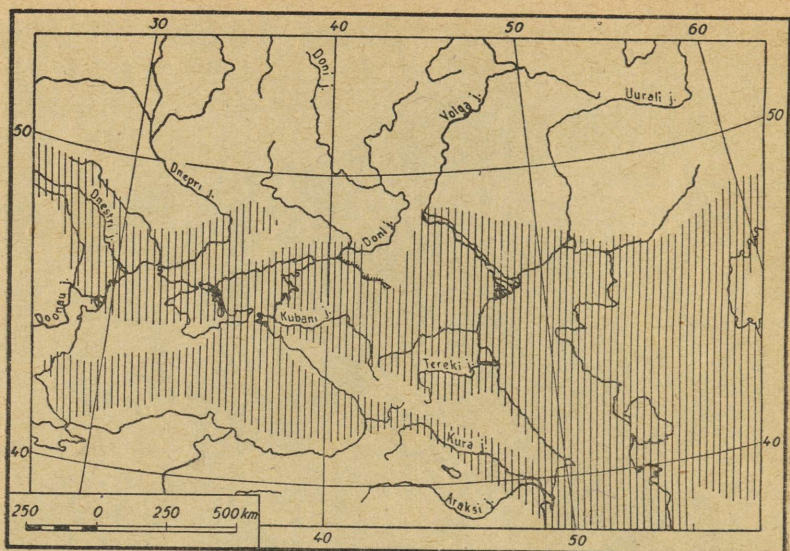 30
40
50
60
Doni j.
Volga j.
Uurali j.
50
50
Dnepri j.
Dnestri j.
Doni j.
Doonau j.
Kubani j.
Tereki j.
Kura j.
40
40
Araksi j.
250 0 250 500 km
40
50